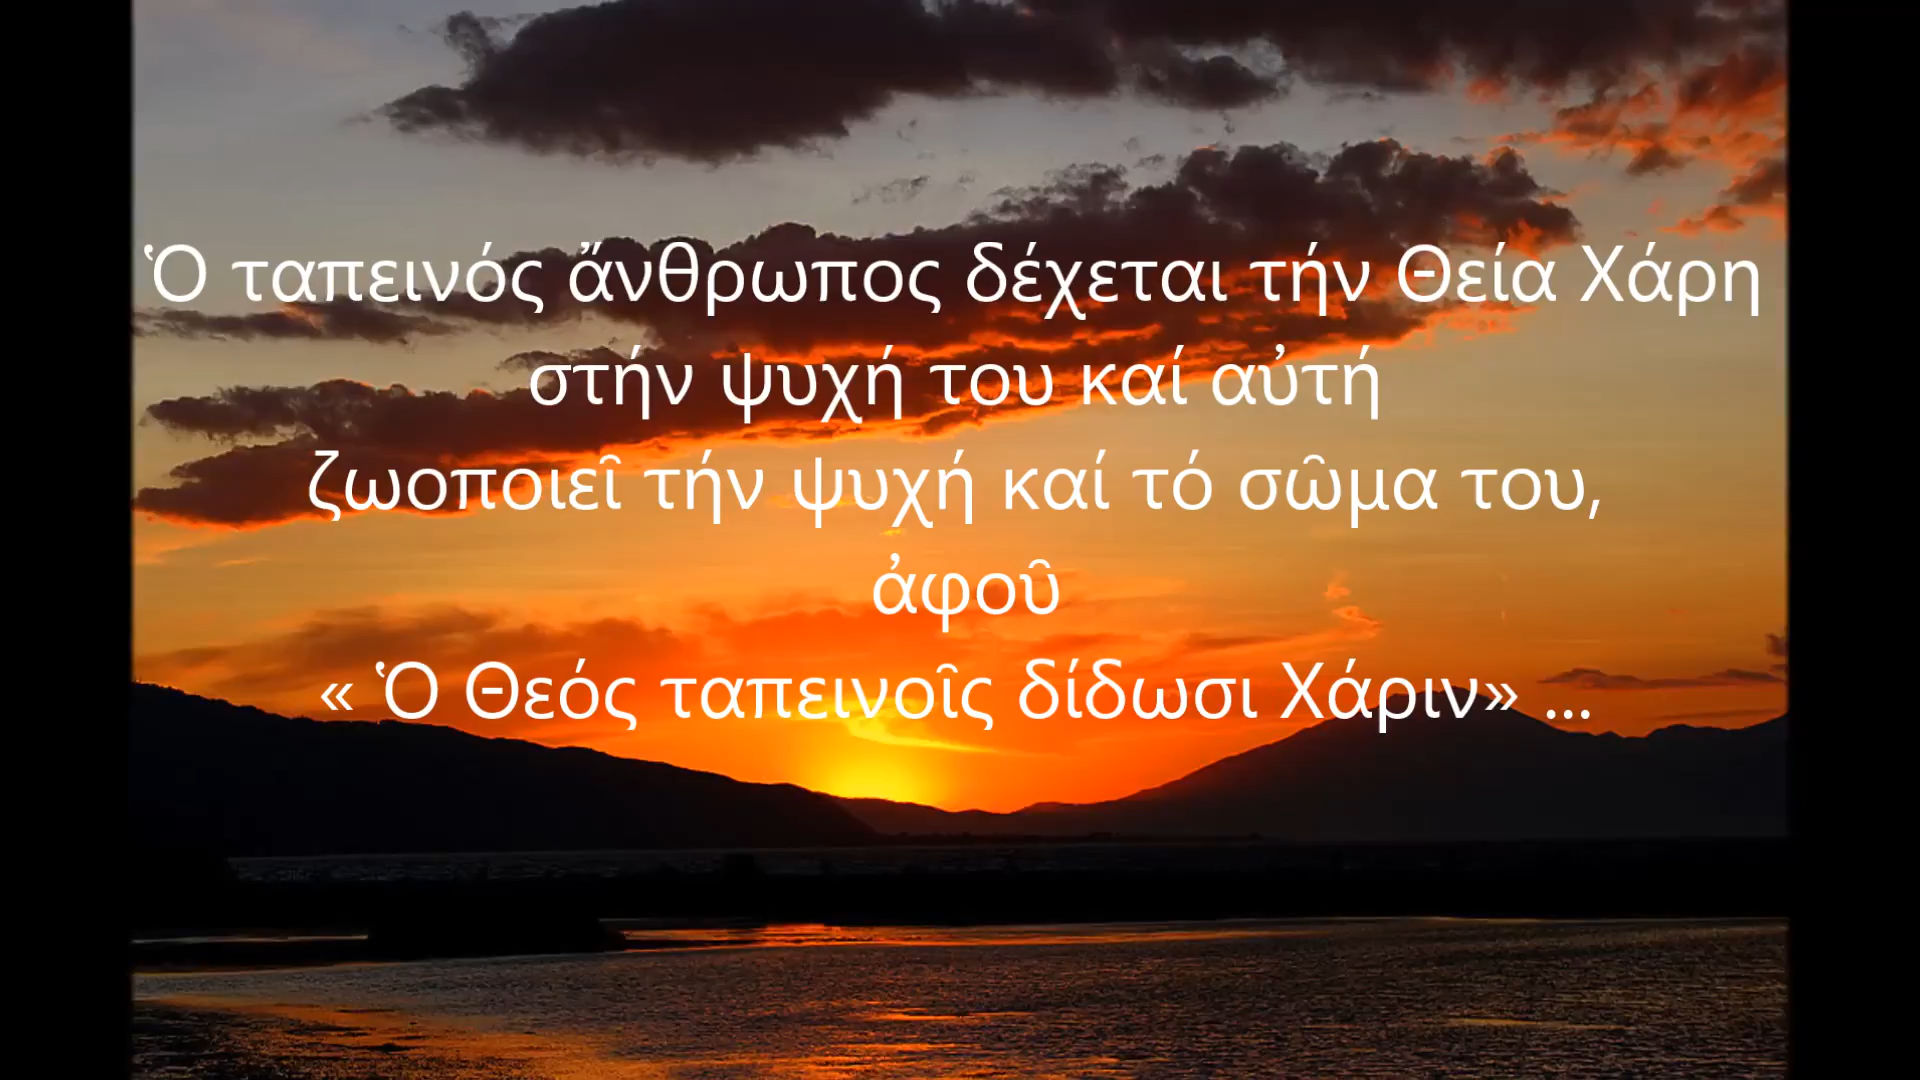 Ὁ ταπεινός ἄνθρωπος δέχεται τήν Θεία Χάρη
στήν ψυχή του καί αὐτή
ζωοποιεῖ τήν ψυχή καί τό σῶμα του,
ἀφοῦ
« Ὁ Θεός ταπεινοῖς δίδωσι Χάριν» ...